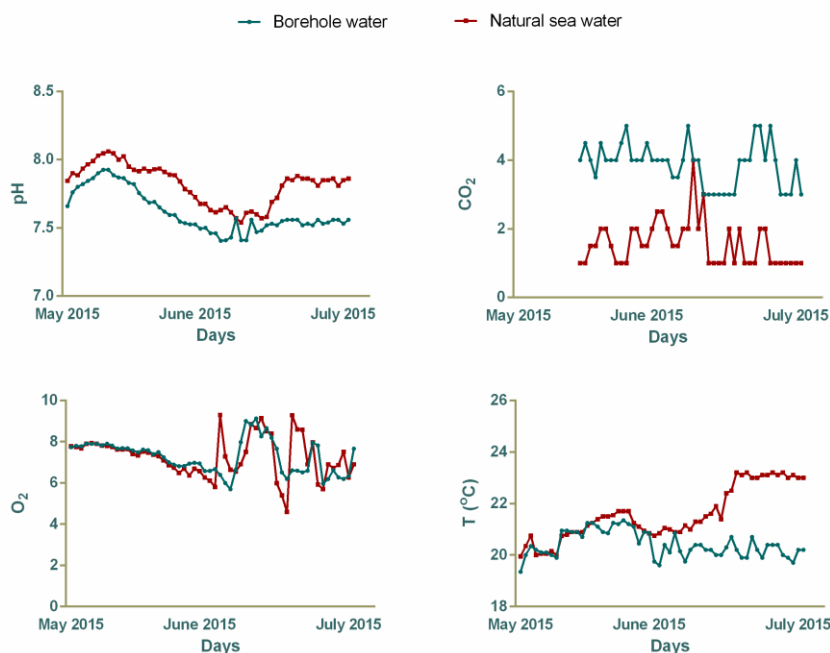 Borehole water
Natural sea water
8.5
8.0
7.5
7.0
pH
May 2015
June 2015
July 2015
Days
6
4
2
0
CO₂
May 2015
June 2015
July 2015
Days
10
8
6
4
2
0
O₂
May 2015
June 2015
July 2015
Days
26
24
22
20
18
T (°C)
May 2015
June 2015
July 2015
Days